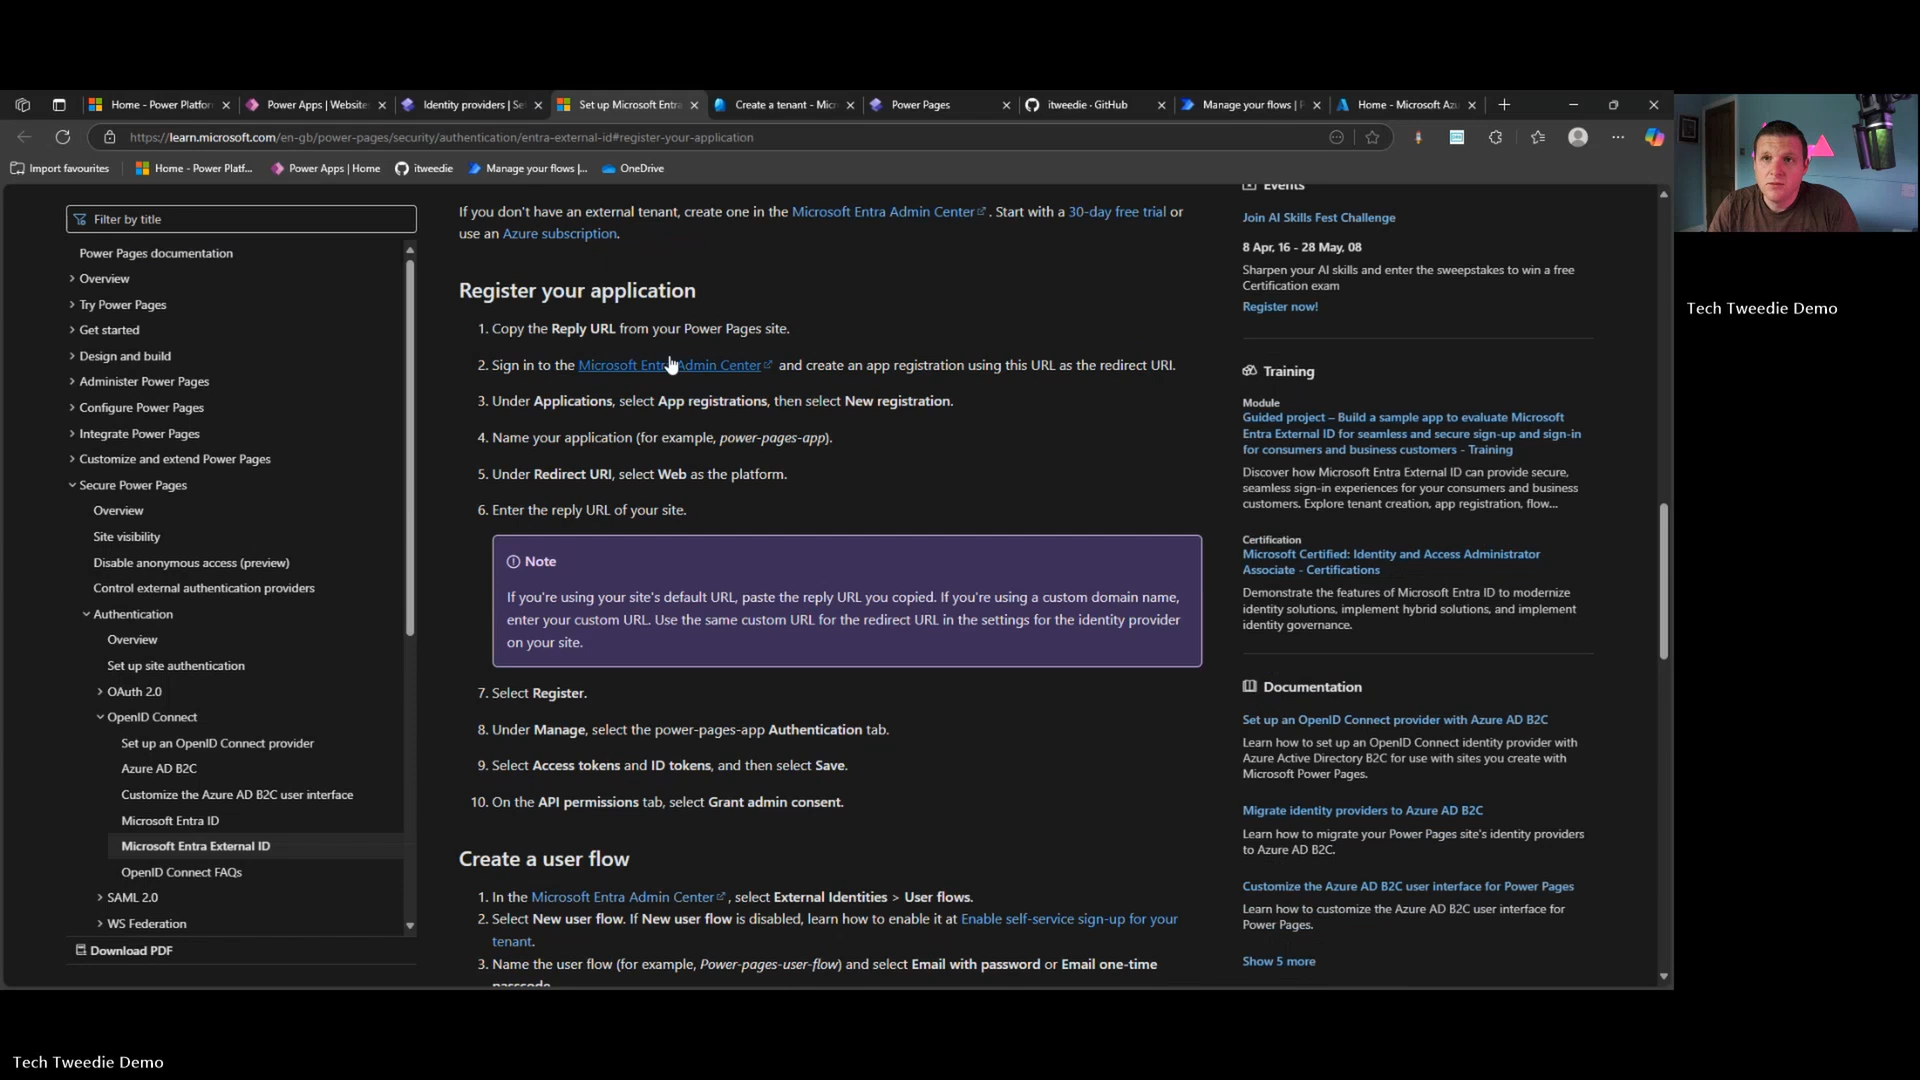 Home - Power Platfor
Power Apps | Website
Identity providers | Se
Set up Microsoft Entra
Create a tenant - Micr
Power Pages
itweedie · GitHub
Manage your flows | P
Home - Microsoft Azu
https://learn.microsoft.com/en-gb/power-pages/security/authentication/entra-external-id#register-your-application
Import favourites
Home - Power Platf...
Power Apps | Home
itweedie
Manage your flows |...
OneDrive
Filter by title
Power Pages documentation
Overview
Try Power Pages
Get started
Design and build
Administer Power Pages
Configure Power Pages
Integrate Power Pages
Customize and extend Power Pages
Secure Power Pages
Overview
Site visibility
Disable anonymous access (preview)
Control external authentication providers
Authentication
Overview
Set up site authentication
OAuth 2.0
OpenID Connect
Set up an OpenID Connect provider
Azure AD B2C
Customize the Azure AD B2C user interface
Microsoft Entra ID
Microsoft Entra External ID
OpenID Connect FAQs
SAML 2.0
WS Federation
Download PDF
If you don't have an external tenant, create one in the Microsoft Entra Admin Center. Start with a 30-day free trial or
use an Azure subscription.
Register your application
1. Copy the Reply URL from your Power Pages site.
2. Sign in to the Microsoft Entra Admin Center and create an app registration using this URL as the redirect URI.
3. Under Applications, select App registrations, then select New registration.
4. Name your application (for example, power-pages-app).
5. Under Redirect URI, select Web as the platform.
6. Enter the reply URL of your site.
Note
If you're using your site's default URL, paste the reply URL you copied. If you're using a custom domain name,
enter your custom URL. Use the same custom URL for the redirect URL in the settings for the identity provider
on your site.
7. Select Register.
8. Under Manage, select the power-pages-app Authentication tab.
9. Select Access tokens and ID tokens, and then select Save.
10. On the API permissions tab, select Grant admin consent.
Create a user flow
1. In the Microsoft Entra Admin Center, select External Identities > User flows.
2. Select New user flow. If New user flow is disabled, learn how to enable it at Enable self-service sign-up for your
tenant.
3. Name the user flow (for example, Power-pages-user-flow) and select Email with password or Email one-time
passcode.
Events
Join AI Skills Fest Challenge
8 Apr, 16 - 28 May, 08
Sharpen your AI skills and enter the sweepstakes to win a free
Certification exam
Register now!
Training
Module
Guided project – Build a sample app to evaluate Microsoft
Entra External ID for seamless and secure sign-up and sign-in
for consumers and business customers - Training
Discover how Microsoft Entra External ID can provide secure,
seamless sign-in experiences for your consumers and business
customers. Explore tenant creation, app registration, flow...
Certification
Microsoft Certified: Identity and Access Administrator
Associate - Certifications
Demonstrate the features of Microsoft Entra ID to modernize
identity solutions, implement hybrid solutions, and implement
identity governance.
Documentation
Set up an OpenID Connect provider with Azure AD B2C
Learn how to set up an OpenID Connect identity provider with
Azure Active Directory B2C for use with sites you create with
Microsoft Power Pages.
Migrate identity providers to Azure AD B2C
Learn how to migrate your Power Pages site's identity providers
to Azure AD B2C.
Customize the Azure AD B2C user interface for Power Pages
Learn how to customize the Azure AD B2C user interface for
Power Pages.
Show 5 more
Tech Tweedie Demo
Tech Tweedie Demo